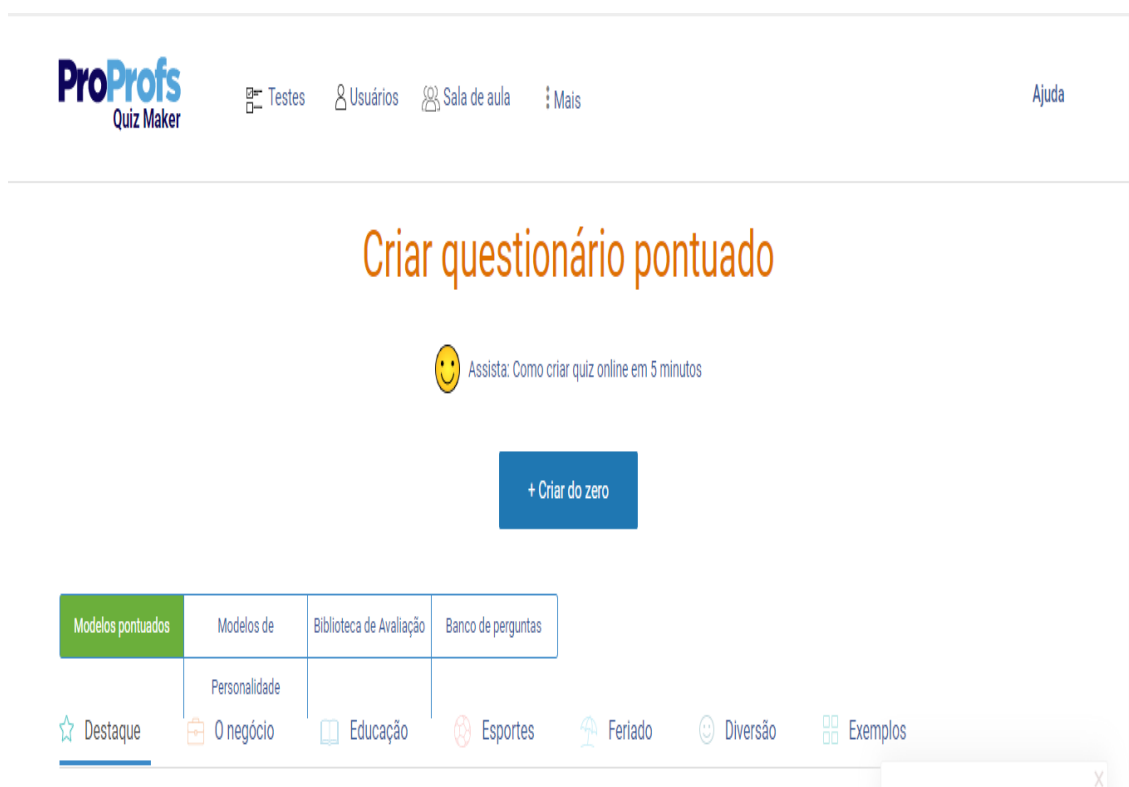 ProProfs
Quiz Maker
Testes
Usuários
Sala de aula
Mais
Ajuda
Criar questionário pontuado
Assista: Como criar quiz online em 5 minutos
+ Criar do zero
Modelos pontuados
Modelos de
Personalidade
Biblioteca de Avaliação
Banco de perguntas
Destaque
O negócio
Educação
Esportes
Feriado
Diversão
Exemplos
X